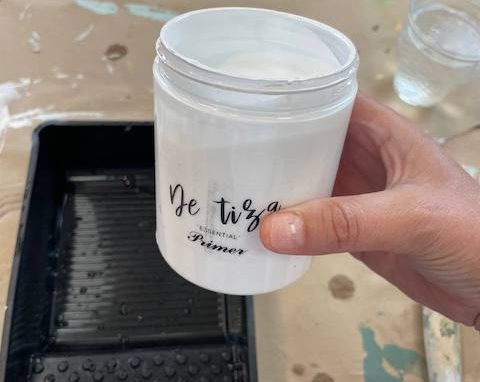 De tiza
ESSENTIAL
Primer